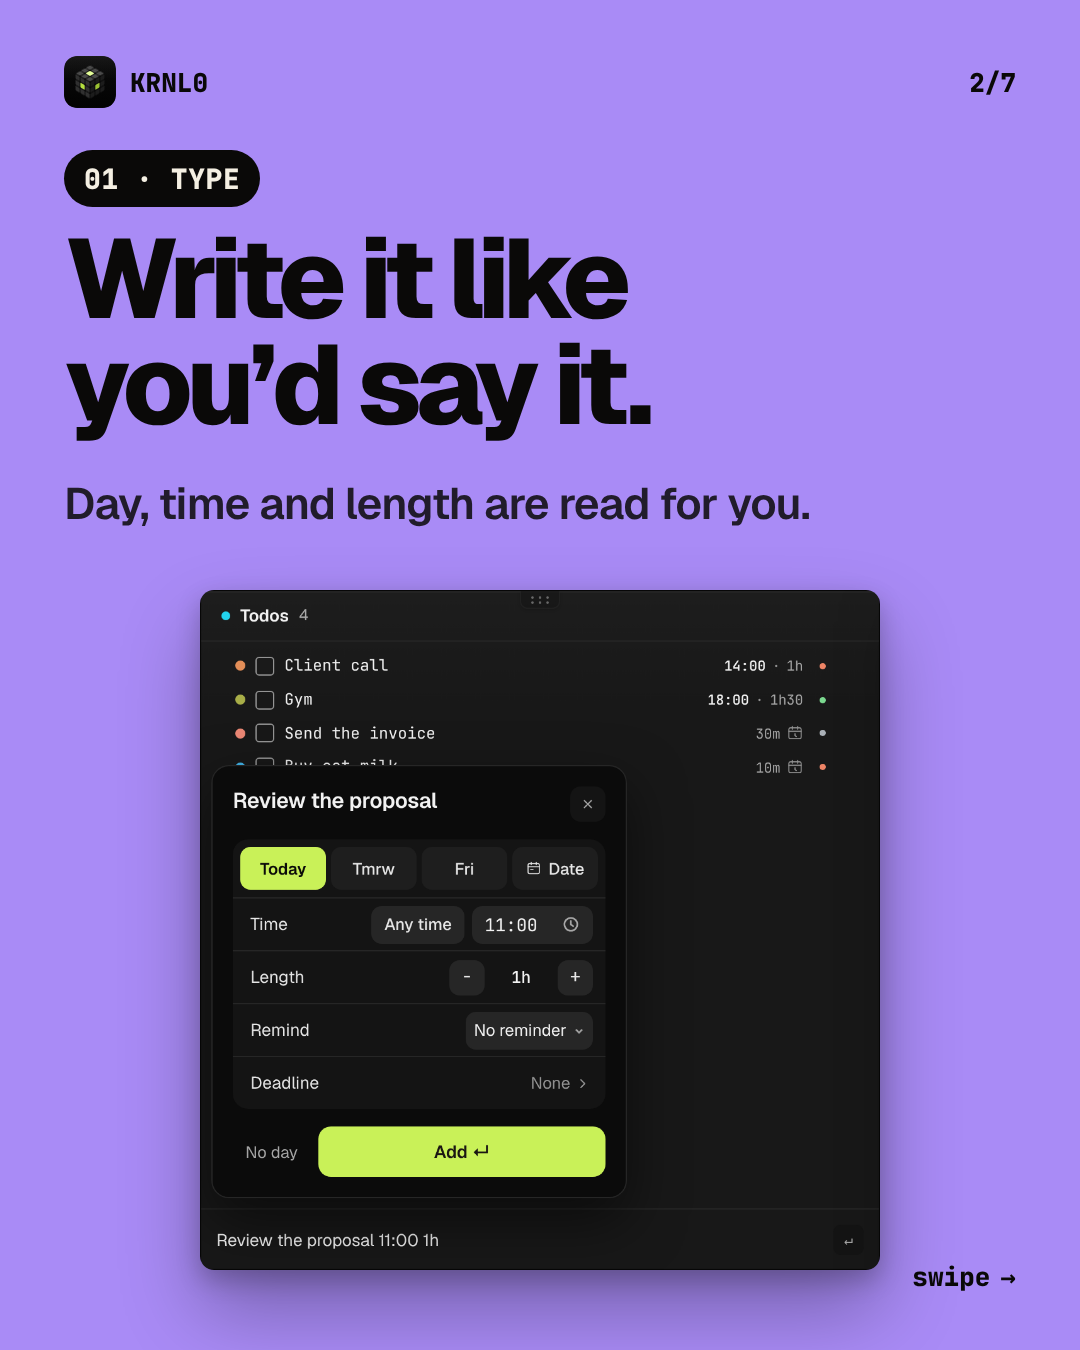 KRNL0
2/7
01 · TYPE
Write it like
you’d say it.
Day, time and length are read for you.
Todos 4
Client call 14:00 · 1h
Gym 18:00 · 1h30
Send the invoice 30m
Buy oat milk 10m
Review the proposal ×
Today Tmrw Fri Date
Time Any time 11:00
Length - 1h +
Remind No reminder
Deadline None >
No day Add ↵
Review the proposal 11:00 1h ↵
swipe →